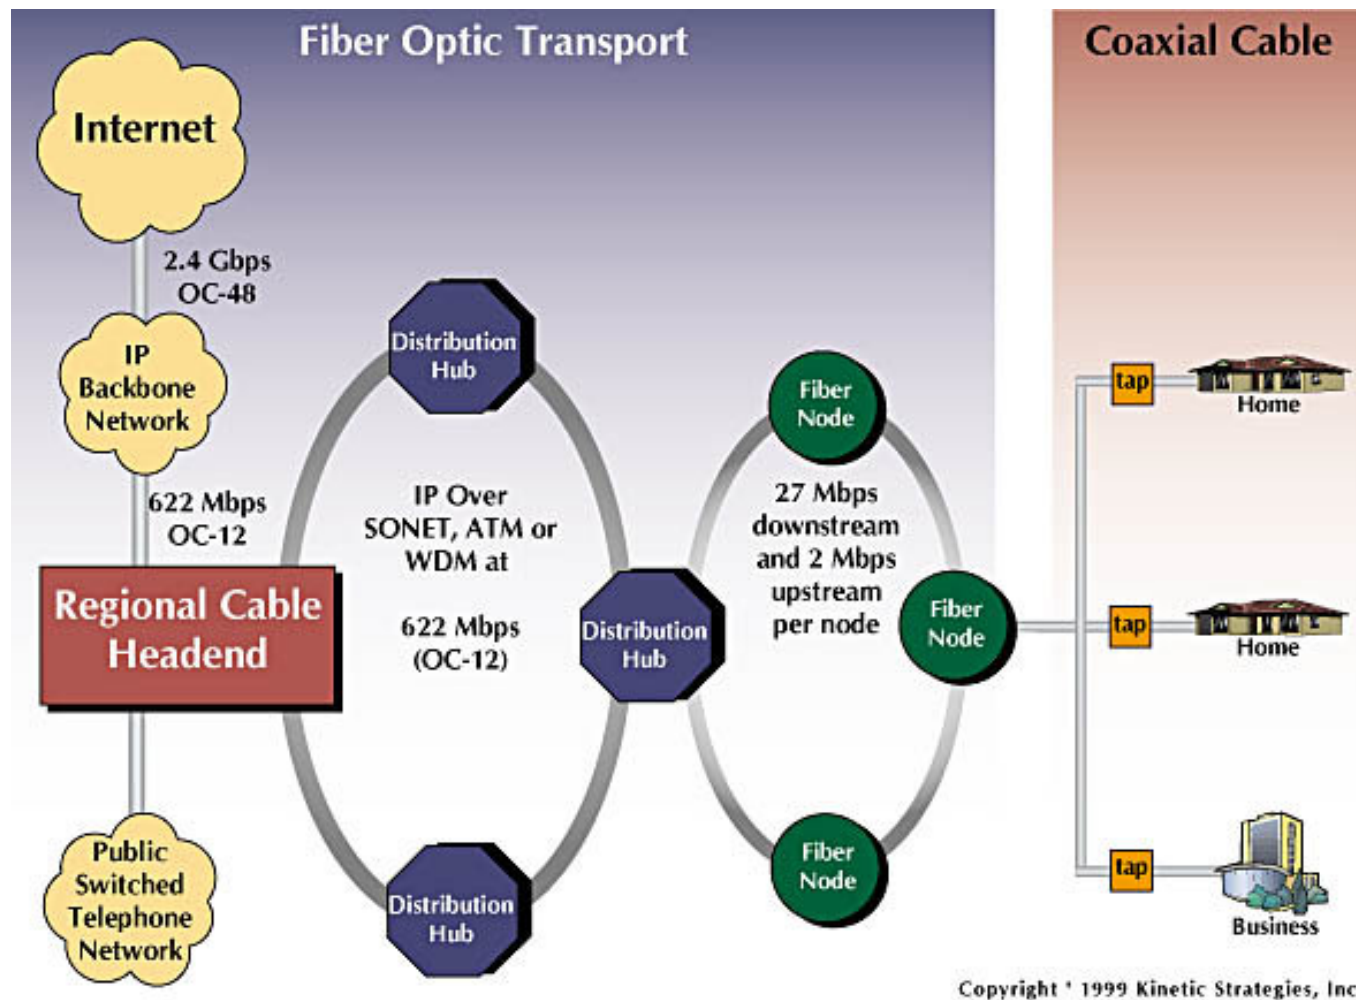 Fiber Optic Transport
Coaxial Cable
Internet
2.4 Gbps
OC-48
IP
Backbone
Network
622 Mbps
OC-12
Regional Cable
Headend
Public
Switched
Telephone
Network
Distribution
Hub
IP Over
SONET, ATM or
WDM at
622 Mbps
(OC-12)
Distribution
Hub
Distribution
Hub
Fiber
Node
27 Mbps
downstream
and 2 Mbps
upstream
per node
Fiber
Node
Fiber
Node
tap
Home
tap
Home
tap
Business
Copyright ' 1999 Kinetic Strategies, Inc